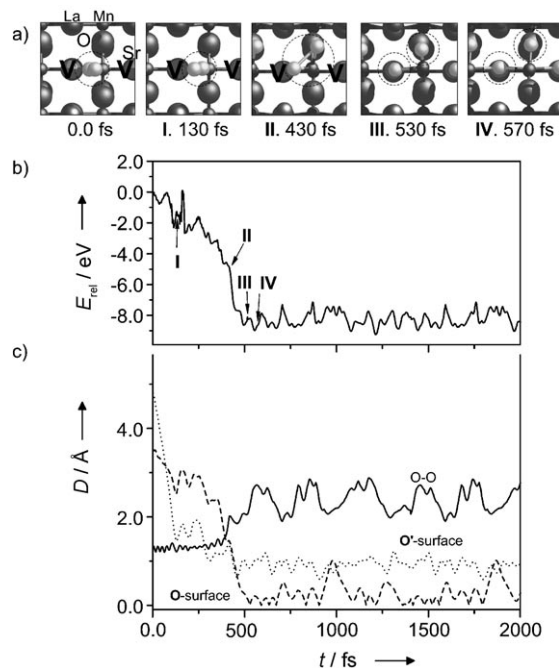 a)
La Mn
O
Sr
V V V V V V
0.0 fs I. 130 fs II. 430 fs III. 530 fs IV. 570 fs
b)
2.0
0.0
-2.0
-4.0
-6.0
-8.0
E rel / eV
I
II
III IV
c)
4.0
2.0
0.0
D / Å
O-O
O'-surface
O-surface
0.0 500 1000 1500 2000
t / fs